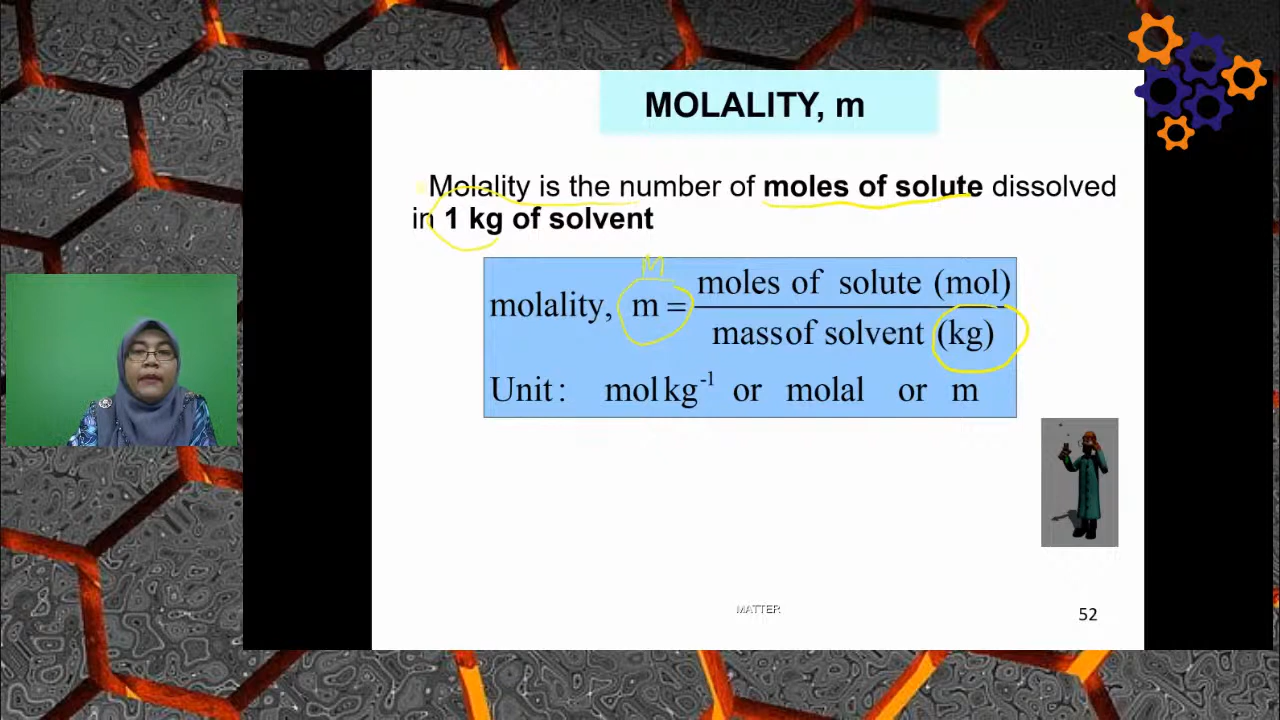 MOLALITY, m
Molality is the number of moles of solute dissolved
in 1 kg of solvent
M
molality, m = moles of solute (mol)
mass of solvent (kg)
Unit : mol kg-1 or molal or m
MATTER
52